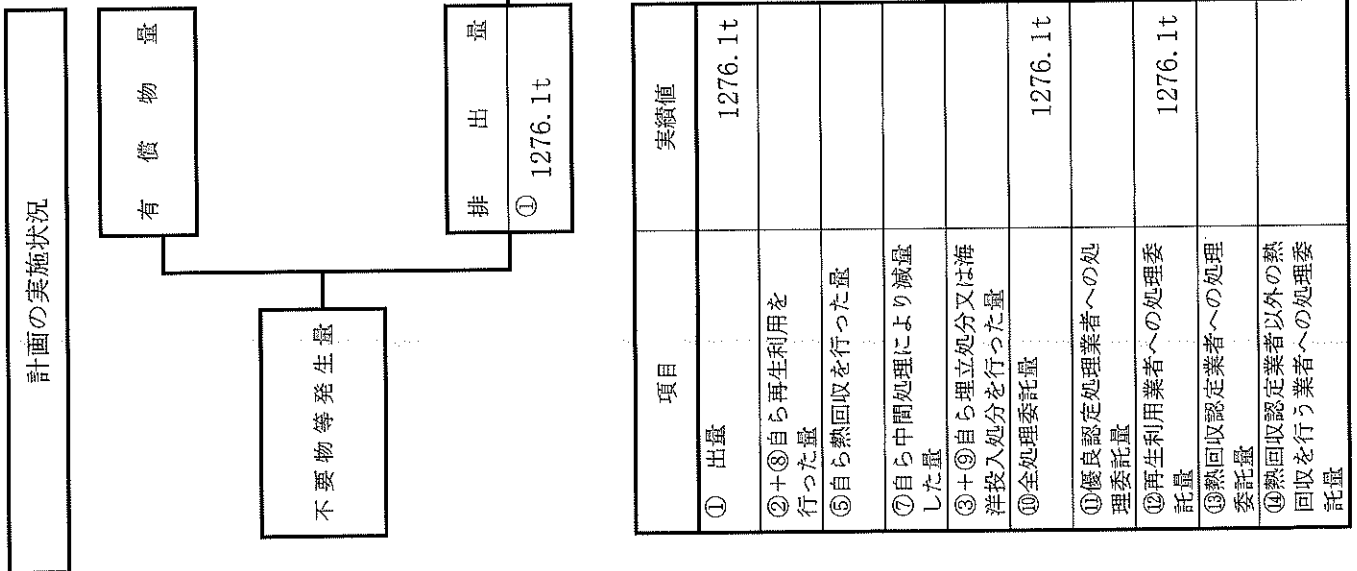 計画の実施状況
有償物量
不要物等発生量
排出量
① 1276.1t
項目 実績値
① 出量 1276.1t
②+⑧自ら再生利用を
行った量
⑤自ら熱回収を行った量
⑦自ら中間処理により減量
した量
③+⑨自ら埋立処分又は海
洋投入処分を行った量
⑩全処理委託量 1276.1t
⑪優良認定処理業者への処
理委託量
⑫再生利用業者への処理委
託量 1276.1t
⑬熱回収認定業者への処理
委託量
⑭熱回収認定業者以外の熱
回収を行う業者への処理委
託量